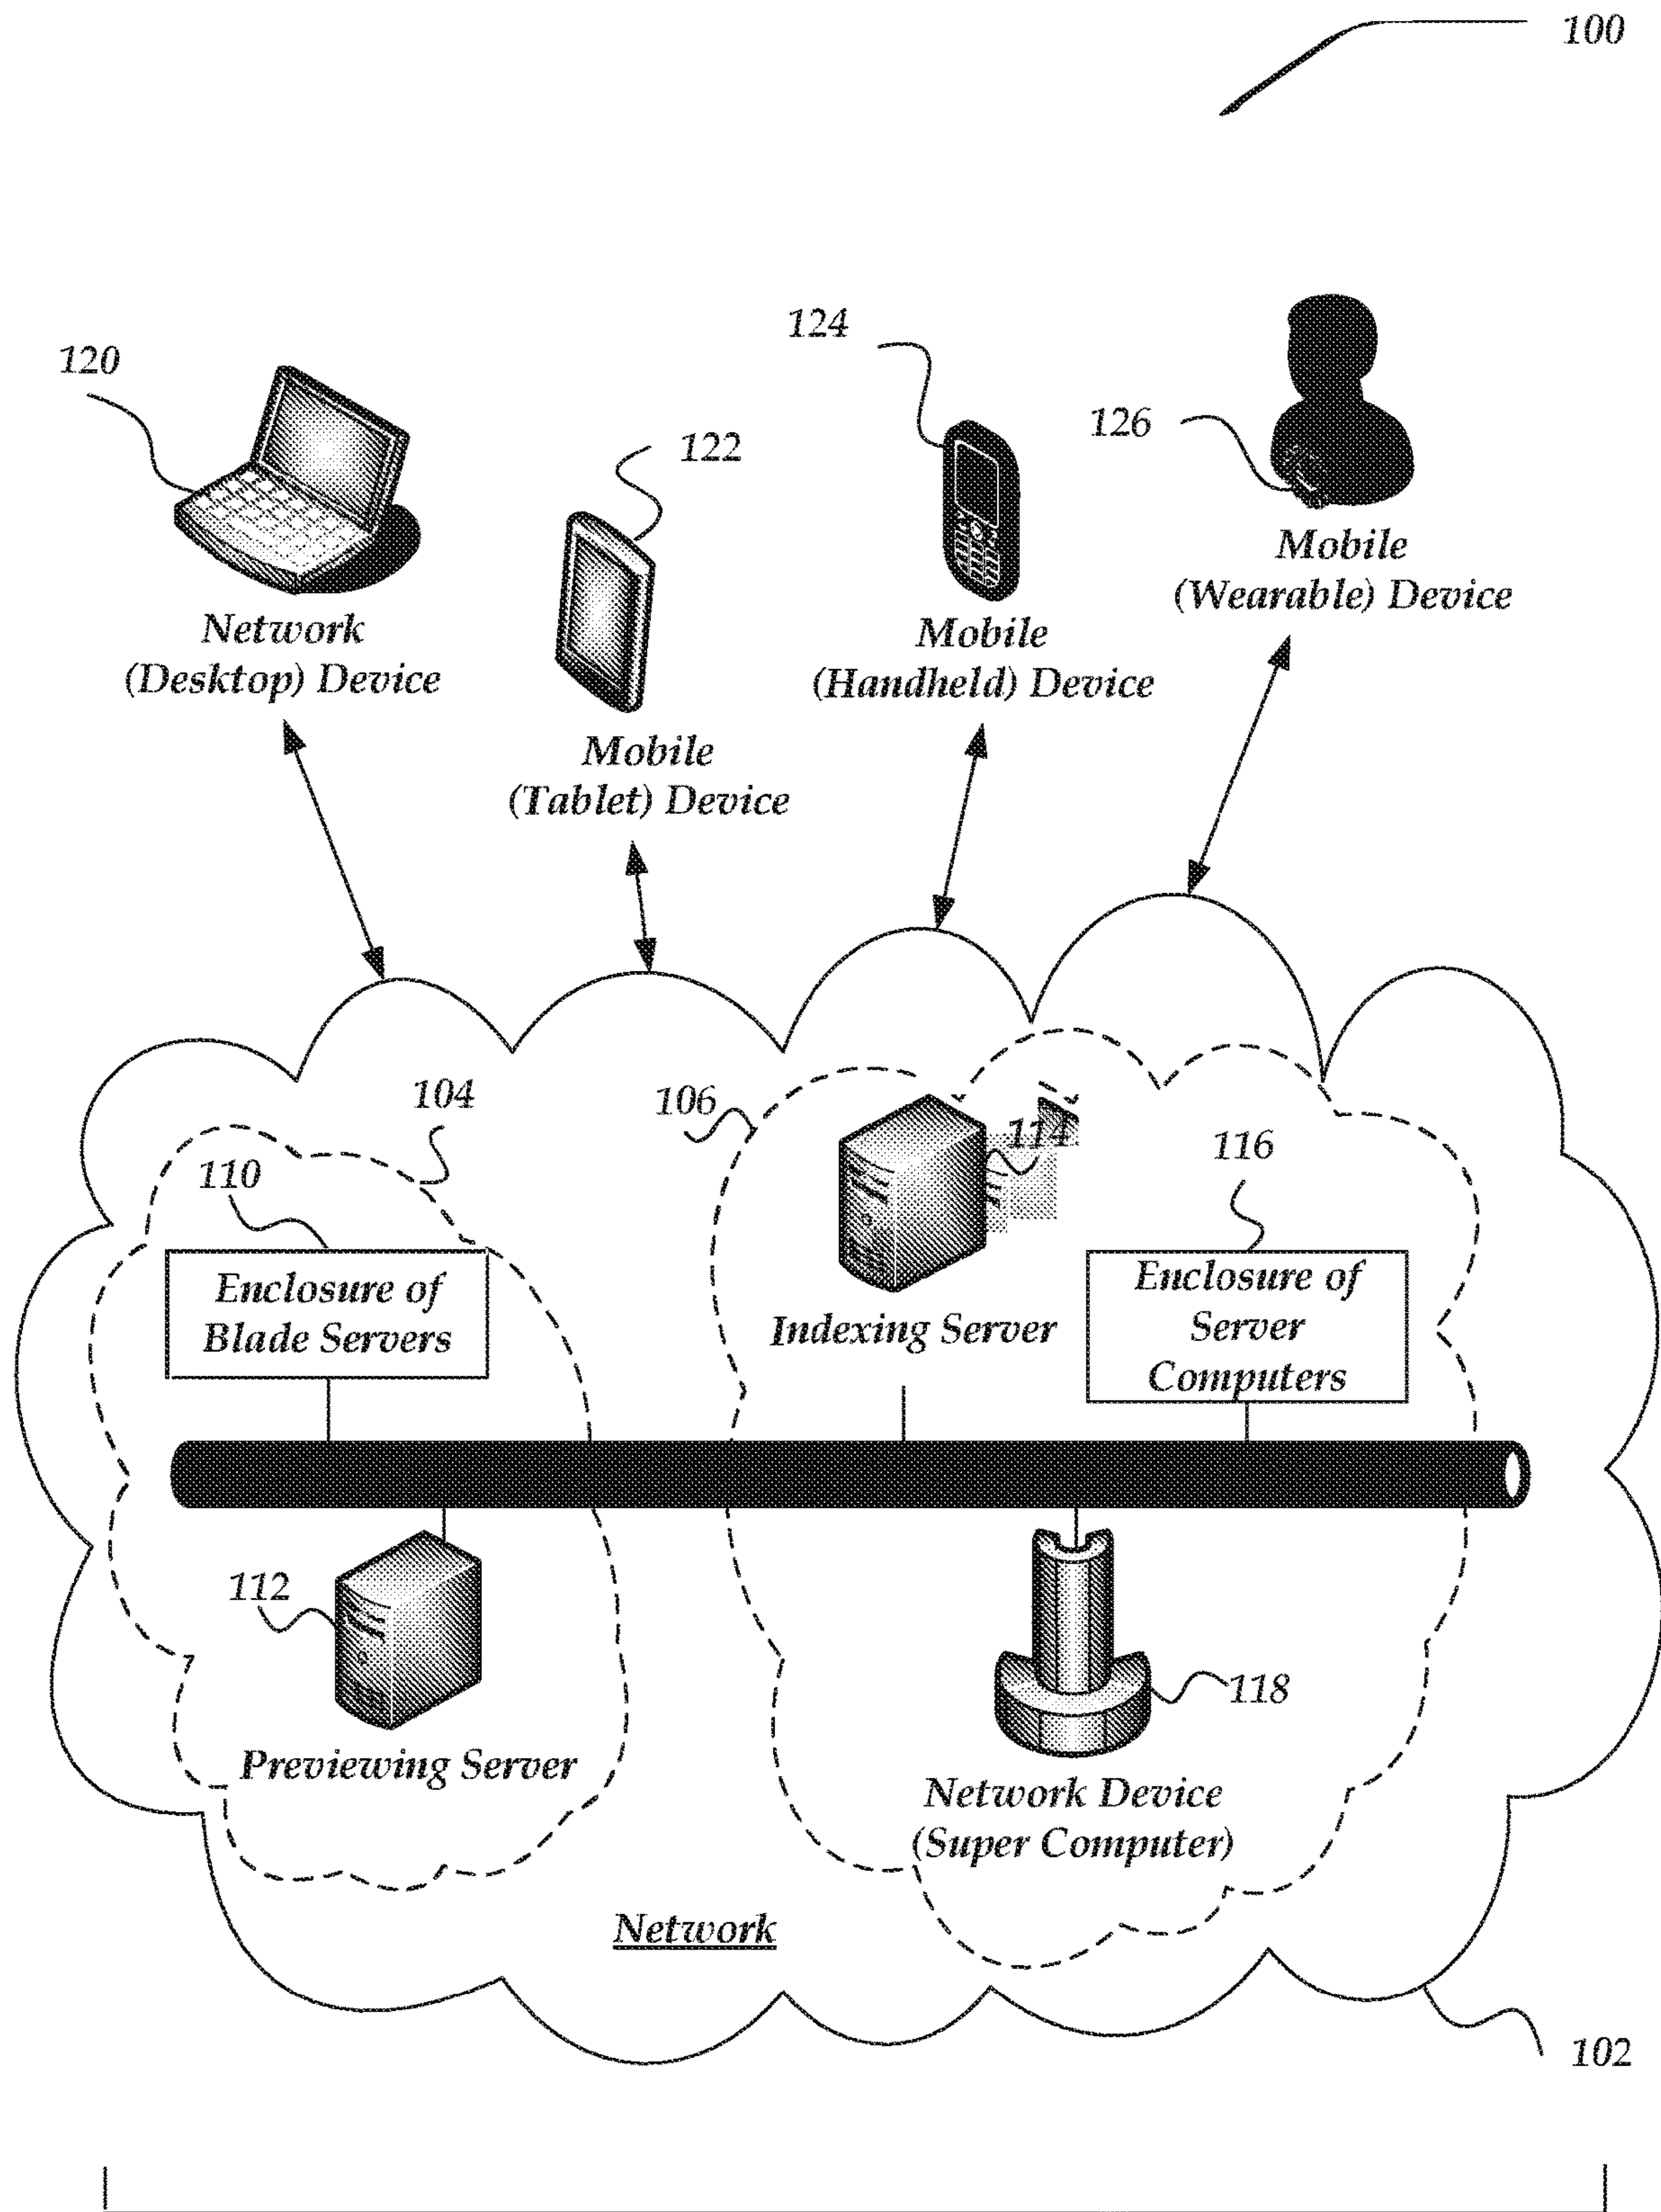 100
124
120
126
122
Mobile
(Wearable) Device
Network
(Desktop) Device
Mobile
(Handheld) Device
Mobile
(Tablet) Device
104
106
114
116
110
Enclosure of
Blade Servers
Indexing Server
Enclosure of
Server
Computers
112
118
Previewing Server
Network Device
(Super Computer)
Network
102